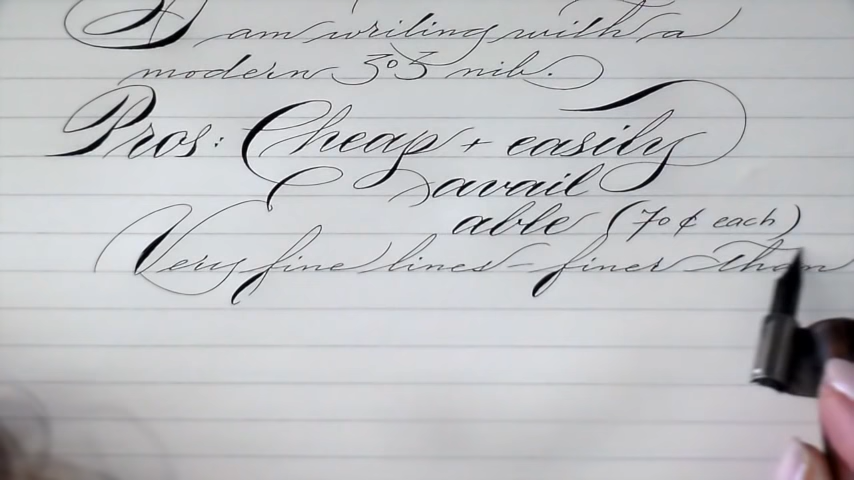 I am writing with a
modern 303 nib.
Pros: Cheap + easily
avail
able (70¢ each)
Very fine lines - finer than